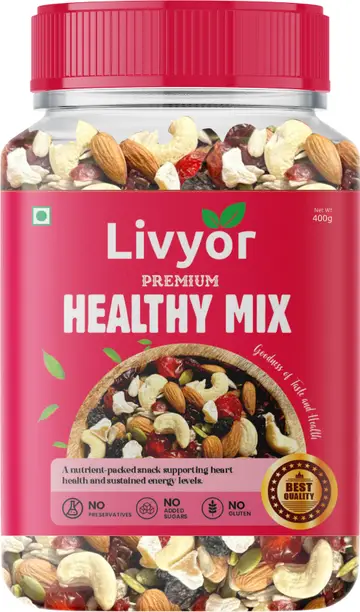 Net Wt
400g
Livyor
PREMIUM
HEALTHY MIX
Goodness of Taste and Health
A nutrient-packed snack supporting heart
health and sustained energy levels.
NO
PRESERVATIVES
NO
ADDED
SUGARS
NO
GLUTEN
BEST
QUALITY